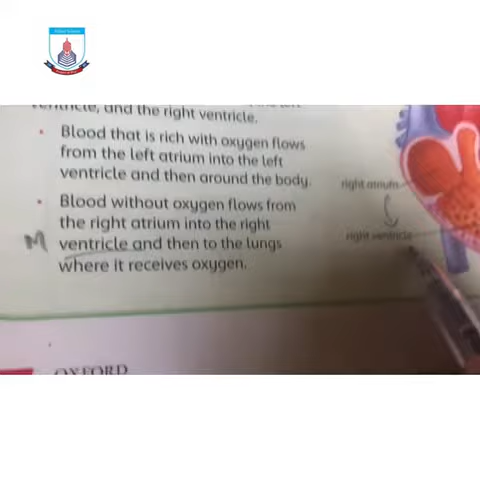 ventricle, and the right ventricle.
• Blood that is rich with oxygen flows
from the left atrium into the left
ventricle and then around the body.
• Blood without oxygen flows from
the right atrium into the right
M ventricle and then to the lungs
where it receives oxygen.
right atrium
right ventricle
OXFORD